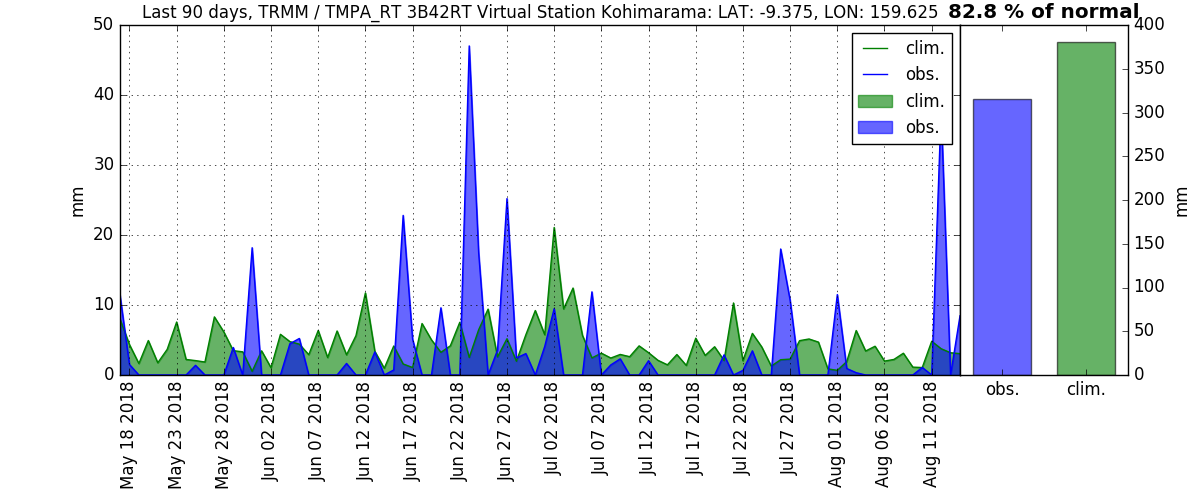 Last 90 days, TRMM / TMPA_RT 3B42RT Virtual Station Kohimarama: LAT: -9.375, LON: 159.625 82.8 % of normal
50
40
30
20
10
0
mm
clim.
obs.
clim.
obs.
400
350
300
250
200
150
100
50
0
mm
May 18 2018
May 23 2018
May 28 2018
Jun 02 2018
Jun 07 2018
Jun 12 2018
Jun 17 2018
Jun 22 2018
Jun 27 2018
Jul 02 2018
Jul 07 2018
Jul 12 2018
Jul 17 2018
Jul 22 2018
Jul 27 2018
Aug 01 2018
Aug 06 2018
Aug 11 2018
obs. clim.